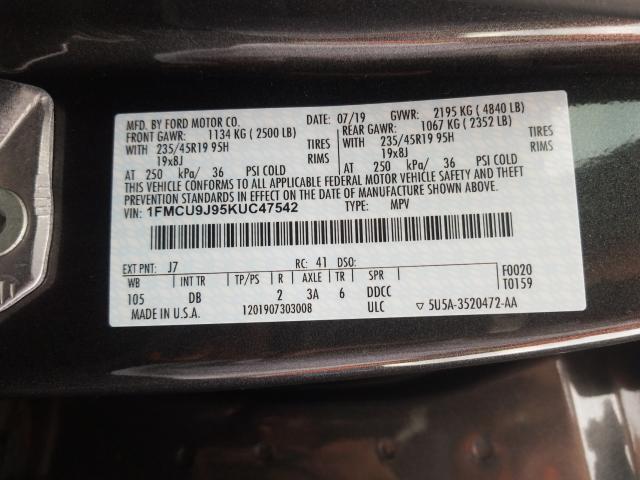 MFD. BY FORD MOTOR CO. DATE: 07/19 GVWR: 2195 KG ( 4840 LB)
FRONT GAWR: 1134 KG ( 2500 LB) REAR GAWR: 1067 KG ( 2352 LB)
WITH 235/45R19 95H TIRES WITH 235/45R19 95H TIRES
19x8J RIMS 19x8J RIMS
AT 250 kPa/ 36 PSI COLD AT 250 kPa/ 36 PSI COLD
THIS VEHICLE CONFORMS TO ALL APPLICABLE FEDERAL MOTOR VEHICLE SAFETY AND THEFT
PREVENTION STANDARDS IN EFFECT ON THE DATE OF MANUFACTURE SHOWN ABOVE.
VIN: 1FMCU9J95KUC47542 TYPE: MPV
EXT PNT: J7 RC: 41 DSO: F0020
WB INT TR TP/PS R AXLE TR SPR T0159
105 DB 2 3A 6 DDCC
MADE IN U.S.A. 1201907303008 ULC 5U5A-3520472-AA